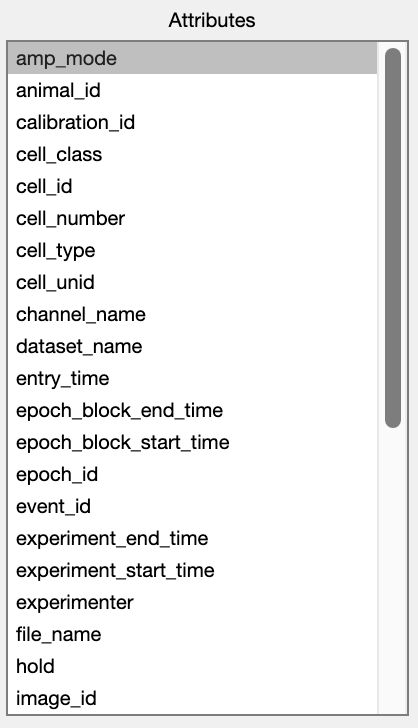 Attributes
amp_mode
animal_id
calibration_id
cell_class
cell_id
cell_number
cell_type
cell_unid
channel_name
dataset_name
entry_time
epoch_block_end_time
epoch_block_start_time
epoch_id
event_id
experiment_end_time
experiment_start_time
experimenter
file_name
hold
image_id